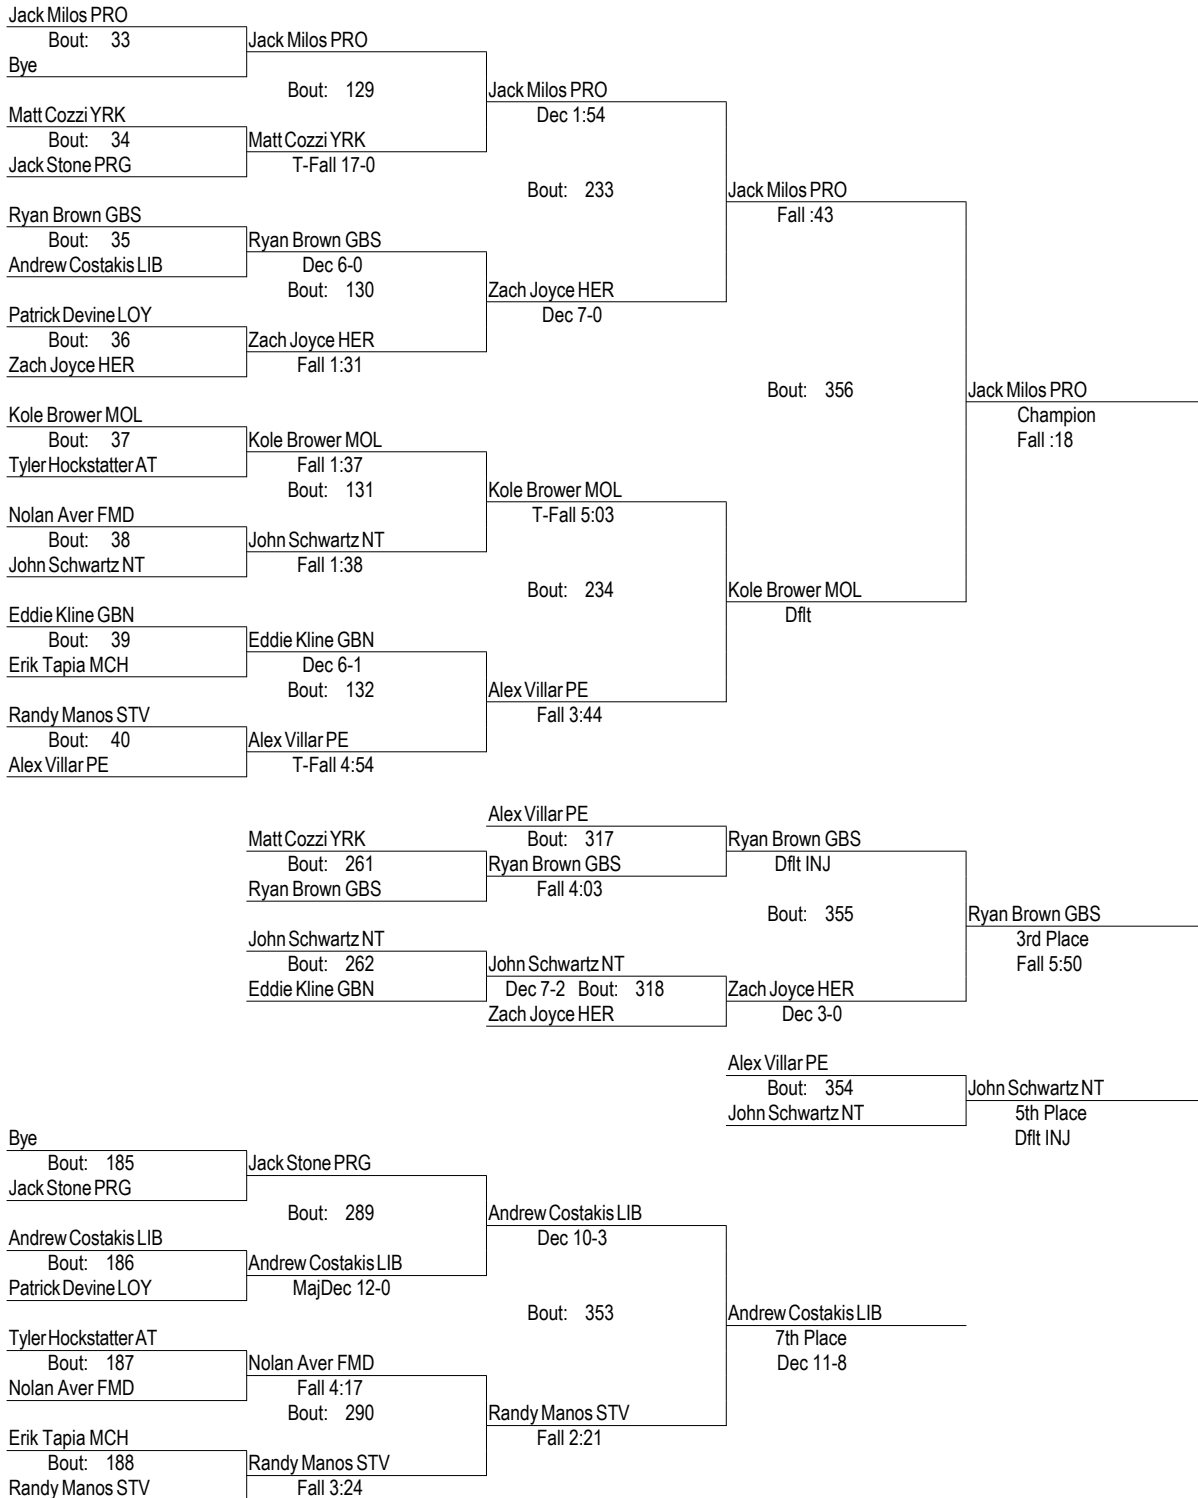 Jack Milos PRO
Bout: 33
Bye
Jack Milos PRO
Bout: 129
Matt Cozzi YRK
Bout: 34
Jack Stone PRG
Matt Cozzi YRK
T-Fall 17-0
Jack Milos PRO
Dec 1:54
Bout: 233
Ryan Brown GBS
Bout: 35
Andrew Costakis LIB
Ryan Brown GBS
Dec 6-0
Bout: 130
Patrick Devine LOY
Bout: 36
Zach Joyce HER
Zach Joyce HER
Fall 1:31
Zach Joyce HER
Dec 7-0
Jack Milos PRO
Fall :43
Bout: 356
Kole Brower MOL
Bout: 37
Tyler Hockstatter AT
Kole Brower MOL
Fall 1:37
Bout: 131
Nolan Aver FMD
Bout: 38
John Schwartz NT
John Schwartz NT
Fall 1:38
Kole Brower MOL
T-Fall 5:03
Bout: 234
Eddie Kline GBN
Bout: 39
Erik Tapia MCH
Eddie Kline GBN
Dec 6-1
Bout: 132
Randy Manos STV
Bout: 40
Alex Villar PE
Alex Villar PE
T-Fall 4:54
Alex Villar PE
Fall 3:44
Kole Brower MOL
Dflt
Jack Milos PRO
Champion
Fall :18
Matt Cozzi YRK
Bout: 261
Ryan Brown GBS
Alex Villar PE
Bout: 317
Ryan Brown GBS
Fall 4:03
Ryan Brown GBS
Dflt INJ
Bout: 355
John Schwartz NT
Bout: 262
Eddie Kline GBN
John Schwartz NT
Dec 7-2 Bout: 318
Zach Joyce HER
Zach Joyce HER
Dec 3-0
Ryan Brown GBS
3rd Place
Fall 5:50
Alex Villar PE
Bout: 354
John Schwartz NT
John Schwartz NT
5th Place
Dflt INJ
Bye
Bout: 185
Jack Stone PRG
Jack Stone PRG
Bout: 289
Andrew Costakis LIB
Bout: 186
Patrick Devine LOY
Andrew Costakis LIB
MajDec 12-0
Andrew Costakis LIB
Dec 10-3
Bout: 353
Tyler Hockstatter AT
Bout: 187
Nolan Aver FMD
Nolan Aver FMD
Fall 4:17
Bout: 290
Erik Tapia MCH
Bout: 188
Randy Manos STV
Randy Manos STV
Fall 3:24
Randy Manos STV
Fall 2:21
Andrew Costakis LIB
7th Place
Dec 11-8